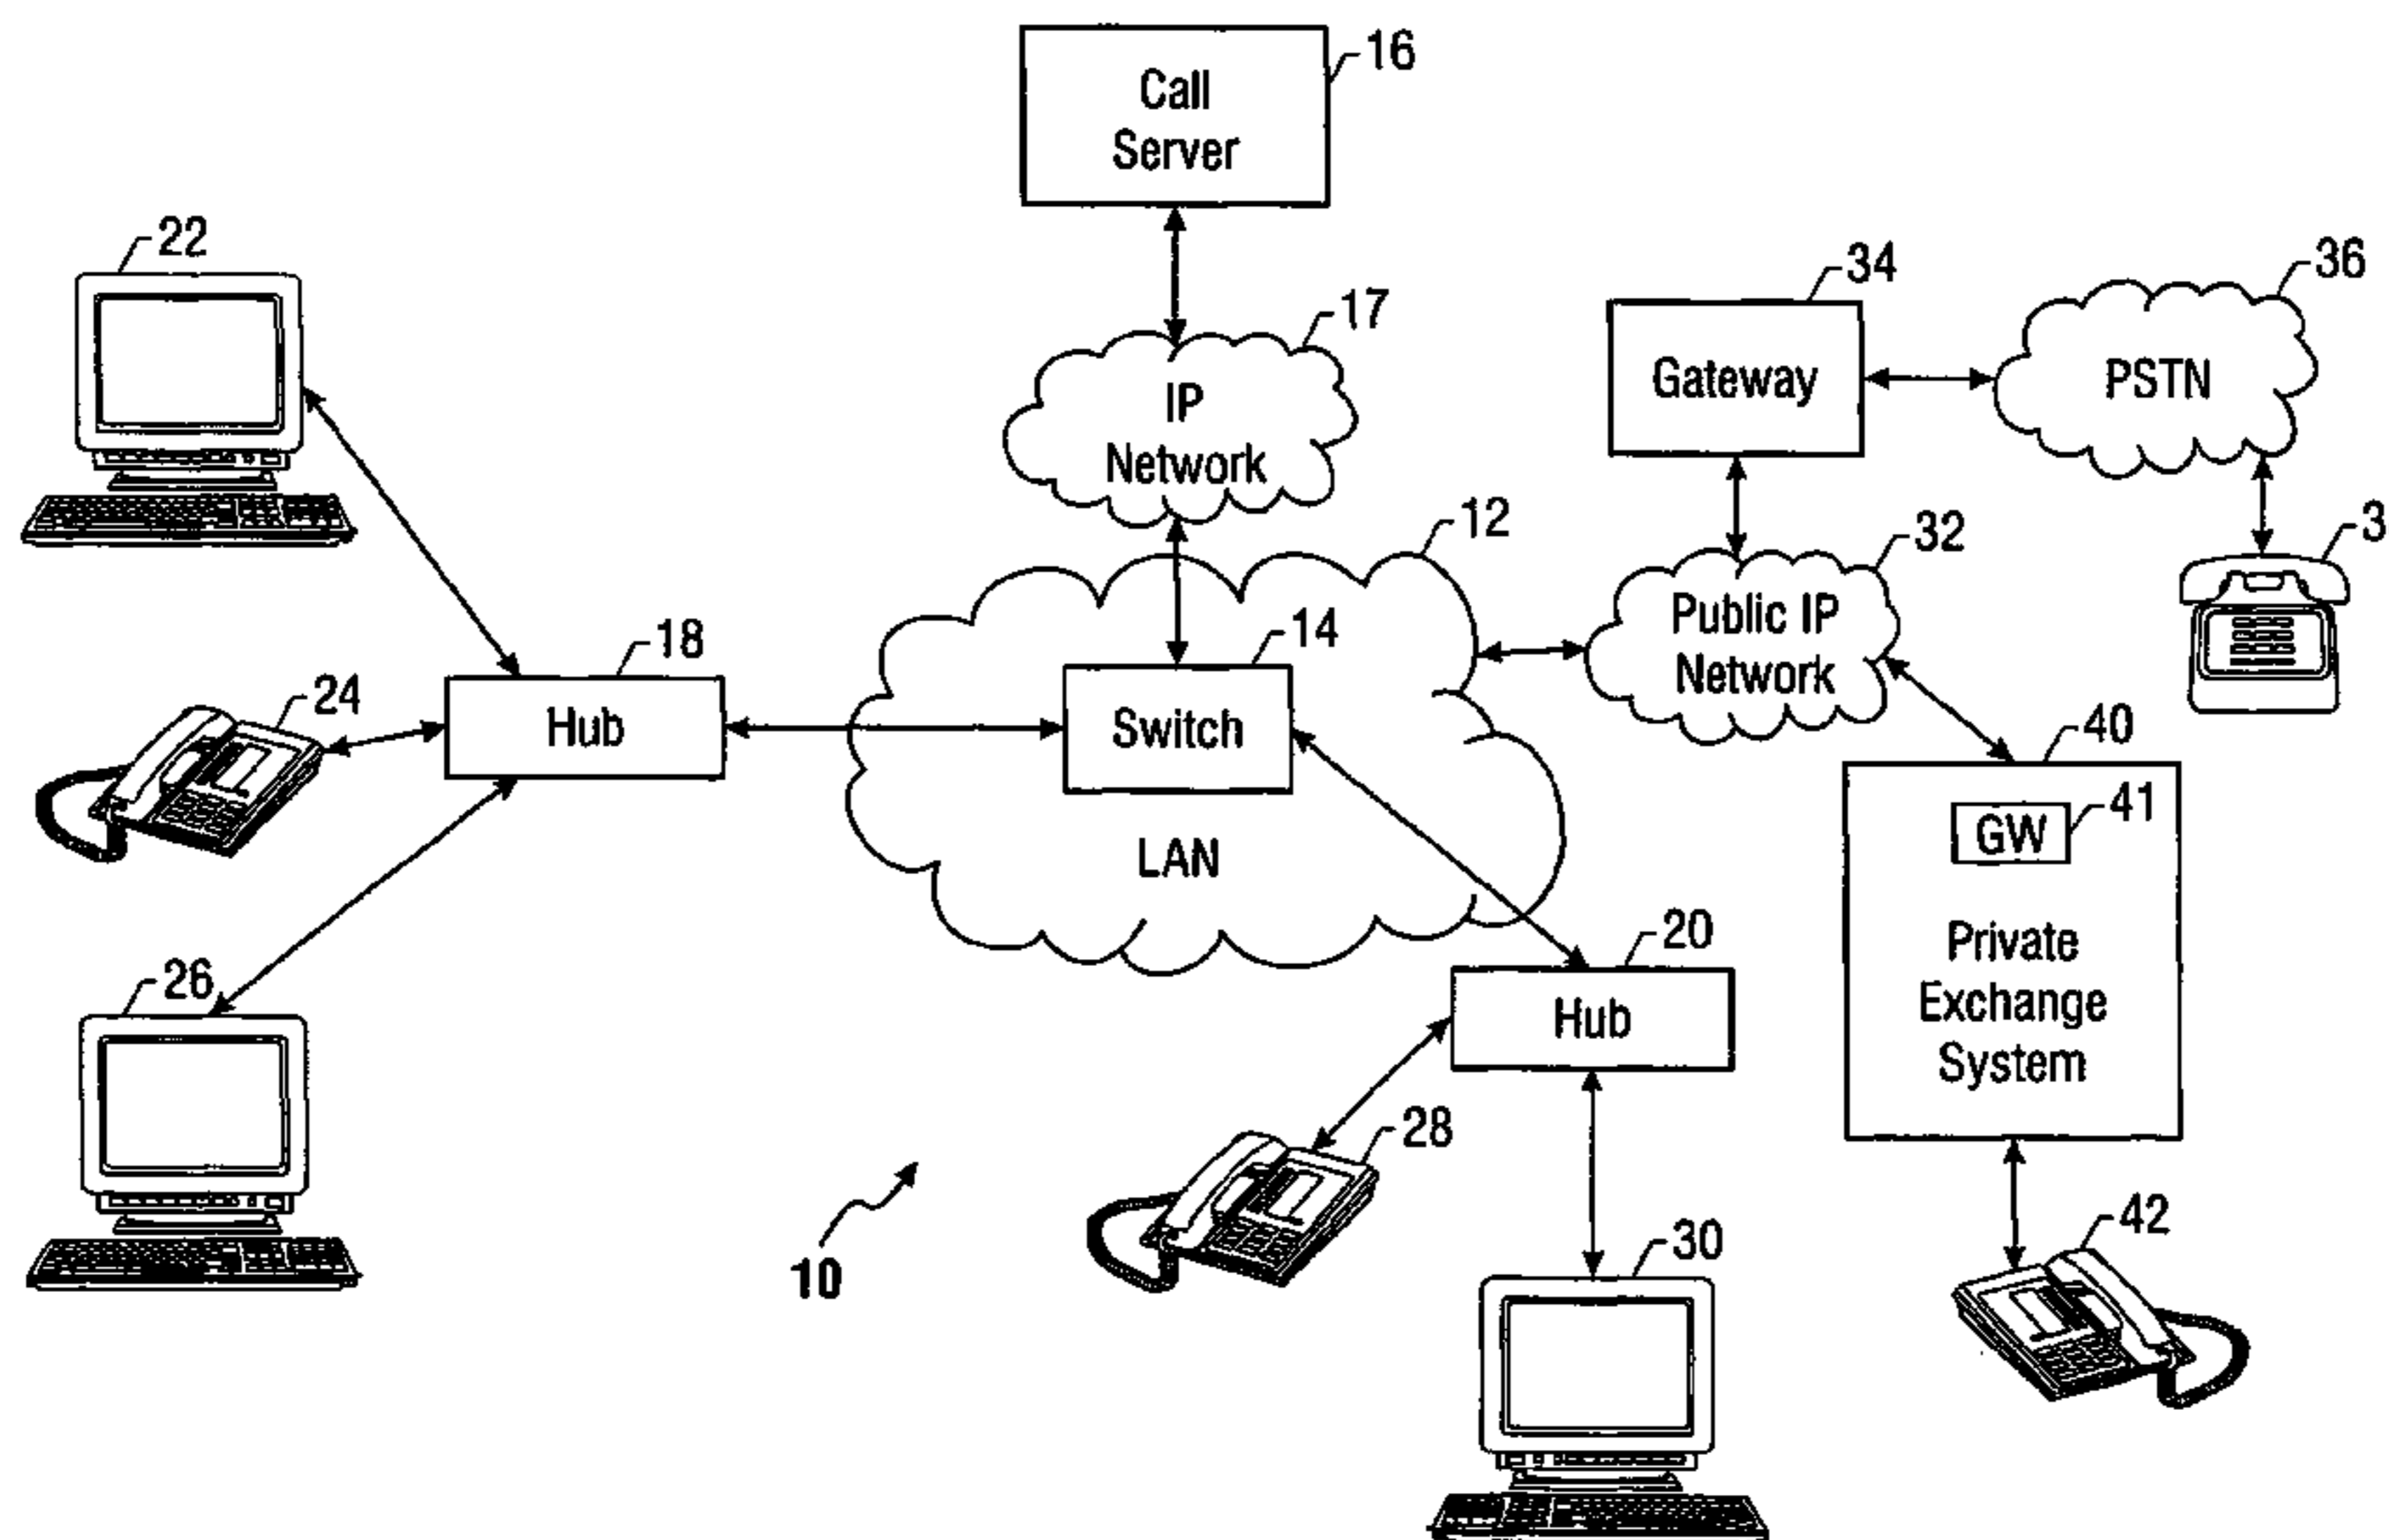 16
Call
Server
22
17
IP
Network
34
Gateway
36
PSTN
12
32
Public IP
Network
3
18
Hub
14
Switch
LAN
24
40
41
GW
Private
Exchange
System
26
20
Hub
28
10
30
42